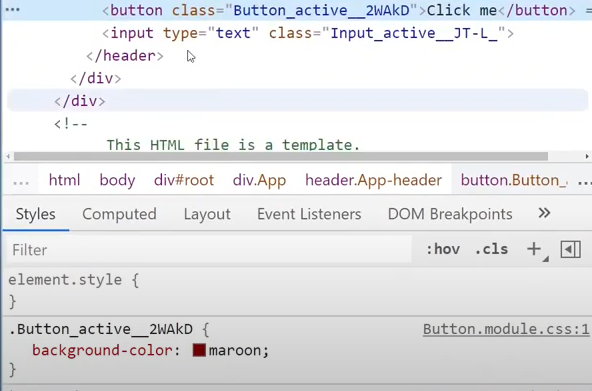 ... <button class="Button_active__2WAkD">Click me</button> =
<input type="text" class="Input_active__JT-L_">
</header>
</div>
</div>
<!--
This HTML file is a template.
... html body div#root div.App header.App-header button.Button_ ...
Styles Computed Layout Event Listeners DOM Breakpoints »
Filter :hov .cls +
element.style {
}
.Button_active__2WAkD { Button.module.css:1
background-color: maroon;
}